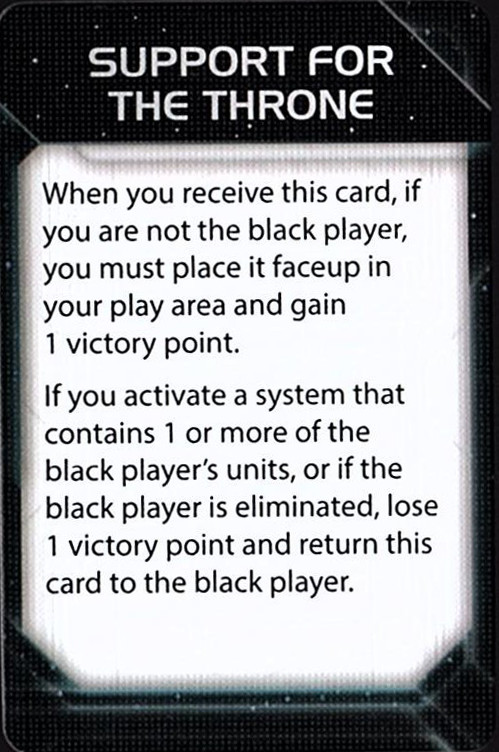 SUPPORT FOR
THE THRONE
When you receive this card, if
you are not the black player,
you must place it faceup in
your play area and gain
1 victory point.
If you activate a system that
contains 1 or more of the
black player's units, or if the
black player is eliminated, lose
1 victory point and return this
card to the black player.